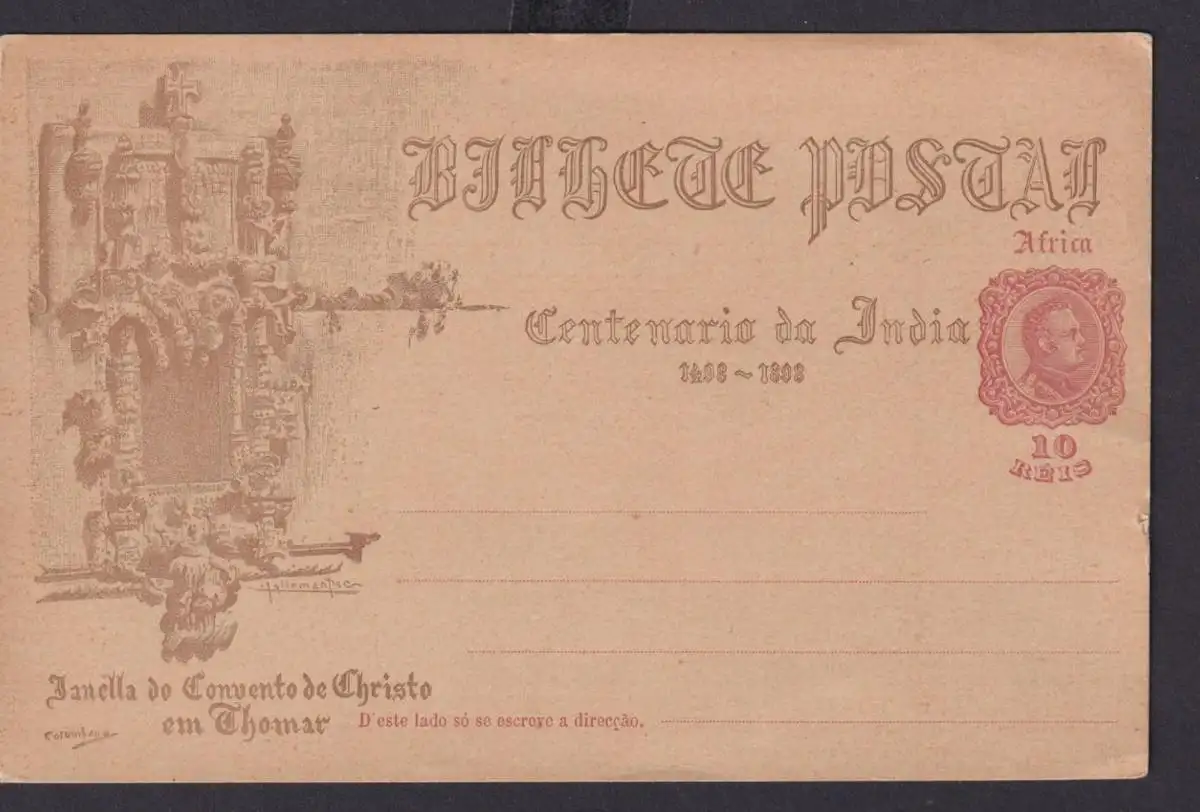 BILHETE POSTAL
Africa
Centenario da India
1498 ~ 1898
10
RÉIS
Janella do Convento de Christo
em Thomar
D'este lado só se escreve a direcção.